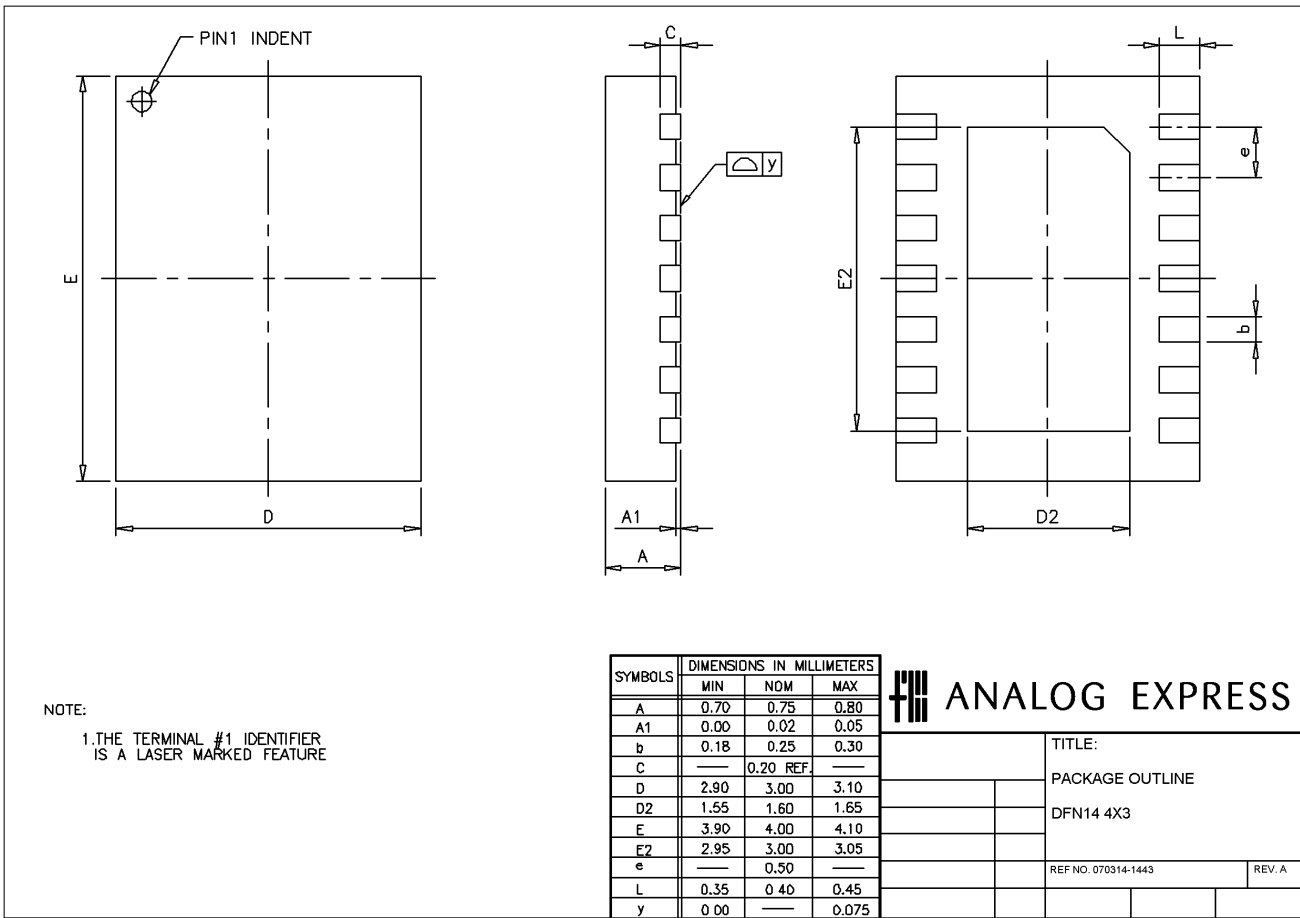 PIN1 INDENT
C
L
y
e
E
E2
b
D
A1
A
D2
NOTE:
1.THE TERMINAL #1 IDENTIFIER
IS A LASER MARKED FEATURE
SYMBOLS DIMENSIONS IN MILLIMETERS
MIN NOM MAX
A 0.70 0.75 0.80
A1 0.00 0.02 0.05
b 0.18 0.25 0.30
C — 0.20 REF. —
D 2.90 3.00 3.10
D2 1.55 1.60 1.65
E 3.90 4.00 4.10
E2 2.95 3.00 3.05
e — 0.50 —
L 0.35 0 40 0.45
y 0 00 — 0.075
ANALOG EXPRESS
TITLE:
PACKAGE OUTLINE
DFN14 4X3
REF NO. 070314-1443 REV. A